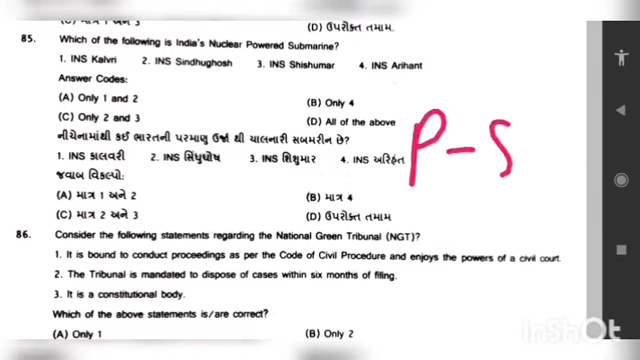 (C) માત્ર 1 અને 3
(D) ઉપરોક્ત તમામ.
85. Which of the following is India's Nuclear Powered Submarine?
1. INS Kalvri 2. INS Sindhughosh 3. INS Shishumar 4. INS Arihant
Answer Codes:
(A) Only 1 and 2 (B) Only 4
(C) Only 2 and 3 (D) All of the above
નીચેનામાંથી કઈ ભારતની પરમાણુ ઉર્જા થી ચાલનારી સબમરીન છે?
1. INS કાલવરી 2. INS સિંધુઘોષ 3. INS શિશુમાર 4. INS અરિહંત
જવાબ વિકલ્પો:
(A) માત્ર 1 અને 2 (B) માત્ર 4
(C) માત્ર 2 અને 3 (D) ઉપરોક્ત તમામ
P - S
86. Consider the following statements regarding the National Green Tribunal (NGT)?
1. It is bound to conduct proceedings as per the Code of Civil Procedure and enjoys the powers of a civil court.
2. The Tribunal is mandated to dispose of cases within six months of filing.
3. It is a constitutional body.
Which of the above statements is/are correct?
(A) Only 1 (B) Only 2
InShOt